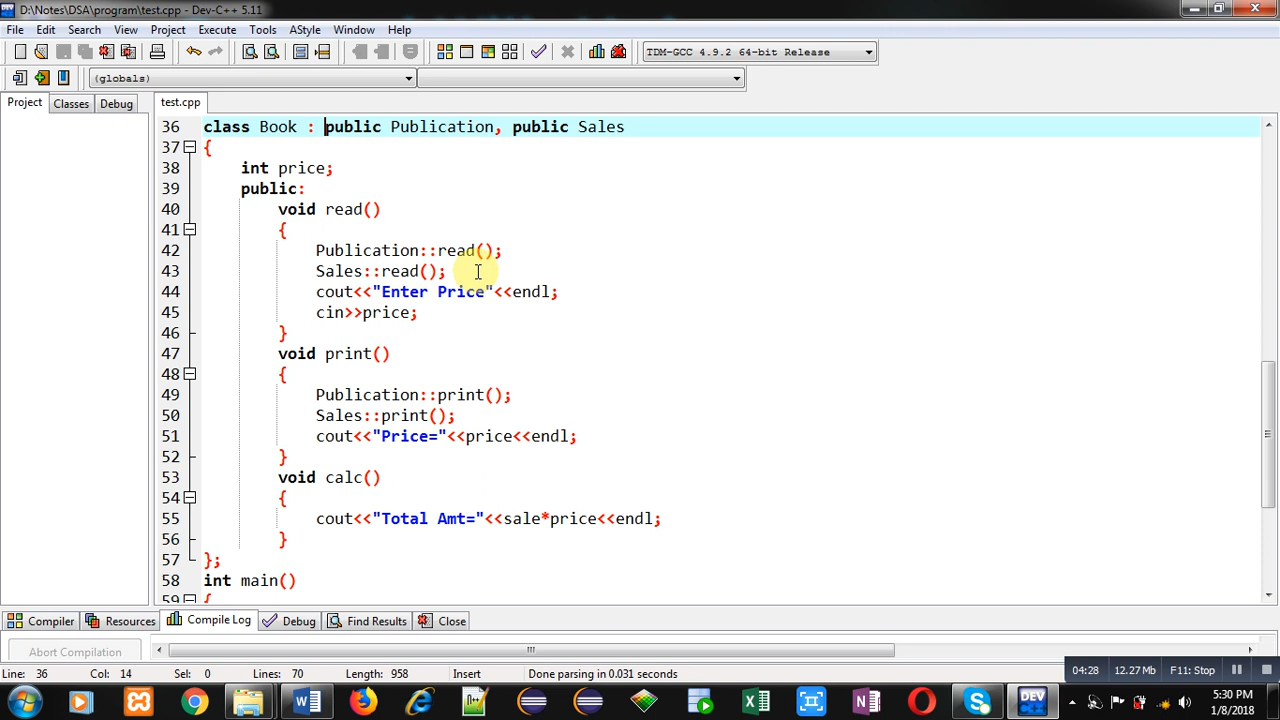 D:\Notes\DSA\program\test.cpp - Dev-C++ 5.11
File Edit Search View Project Execute Tools AStyle Window Help
TDM-GCC 4.9.2 64-bit Release
(globals)
Project Classes Debug test.cpp
36 class Book : public Publication, public Sales
37 {
38 int price;
39 public:
40 void read()
41 {
42 Publication::read();
43 Sales::read();
44 cout<<"Enter Price"<<endl;
45 cin>>price;
46 }
47 void print()
48 {
49 Publication::print();
50 Sales::print();
51 cout<<"Price="<<price<<endl;
52 }
53 void calc()
54 {
55 cout<<"Total Amt="<<sale*price<<endl;
56 }
57 };
58 int main()
59 {
Compiler Resources Compile Log Debug Find Results Close
Abort Compilation
Line: 36 Col: 14 Sel: 0 Lines: 70 Length: 958 Insert Done parsing in 0.031 seconds
04:28 12.27 Mb F11: Stop
DEV
5:30 PM
1/8/2018